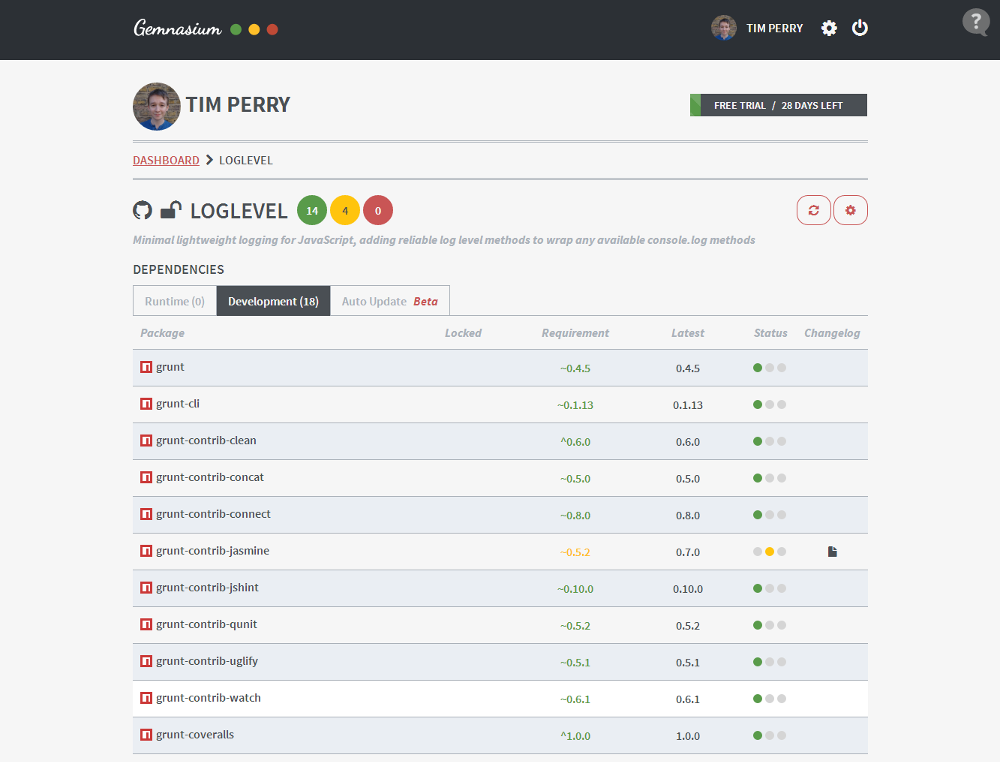 Gemnasium
TIM PERRY
?
TIM PERRY
FREE TRIAL / 28 DAYS LEFT
DASHBOARD LOGLEVEL
LOGLEVEL 14 4 0
Minimal lightweight logging for JavaScript, adding reliable log level methods to wrap any available console.log methods
DEPENDENCIES
Runtime (0) Development (18) Auto Update Beta
Package Locked Requirement Latest Status Changelog
grunt ~0.4.5 0.4.5
grunt-cli ~0.1.13 0.1.13
grunt-contrib-clean ^0.6.0 0.6.0
grunt-contrib-concat ~0.5.0 0.5.0
grunt-contrib-connect ~0.8.0 0.8.0
grunt-contrib-jasmine ~0.5.2 0.7.0
grunt-contrib-jshint ~0.10.0 0.10.0
grunt-contrib-qunit ~0.5.2 0.5.2
grunt-contrib-uglify ~0.5.1 0.5.1
grunt-contrib-watch ~0.6.1 0.6.1
grunt-coveralls ^1.0.0 1.0.0